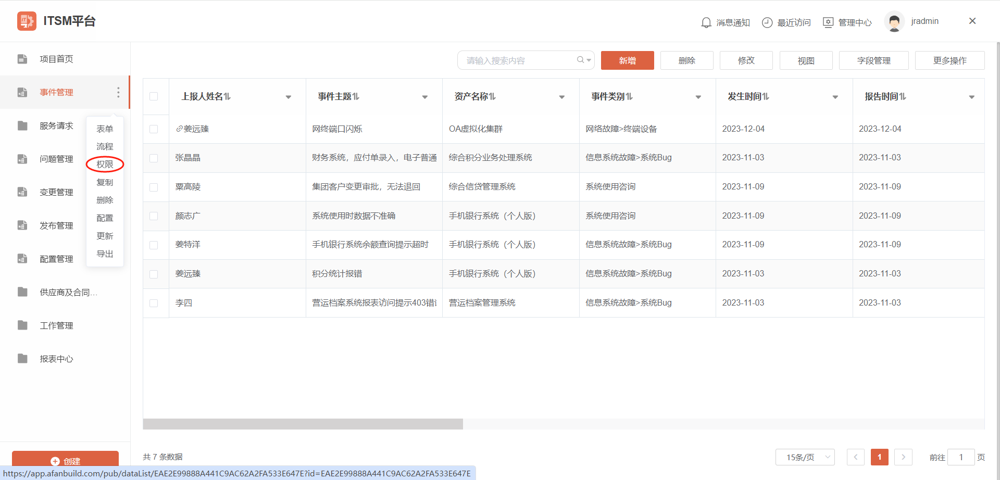 ITSM平台
消息通知 最近访问 管理中心 jradmin
项目首页
事件管理
服务请求
问题管理
变更管理
发布管理
配置管理
供应商及合同...
工作管理
报表中心
创建
表单
流程
权限
复制
删除
配置
更新
导出
请输入搜索内容 新增 删除 修改 视图 字段管理 更多操作
上报人姓名 事件主题 资产名称 事件类别 发生时间 报告时间
姜远臻 网终端口闪烁 OA虚拟化集群 网络故障>终端设备 2023-12-04 2023-12-04
张晶晶 财务系统，应付单录入，电子普通 综合积分业务处理系统 信息系统故障>系统Bug 2023-11-03 2023-11-03
粟高陵 集团客户变更审批，无法退回 综合信贷管理系统 系统使用咨询 2023-11-09 2023-11-09
颜志广 系统使用时数据不准确 手机银行系统（个人版） 系统使用咨询 2023-11-09 2023-11-09
姜特洋 手机银行系统余额查询提示超时 手机银行系统（个人版） 信息系统故障>系统Bug 2023-11-09 2023-11-09
姜远臻 积分统计报错 手机银行系统（个人版） 信息系统故障>系统Bug 2023-11-03 2023-11-03
李四 营运档案系统报表访问提示403错 营运档案管理系统 信息系统故障>系统Bug 2023-11-03 2023-11-03
共 7 条数据 15条/页 1 前往 1 页
https://app.afanbuild.com/pub/dataList/EAE2E99888A441C9AC62A2FA533E647E?id=EAE2E99888A441C9AC62A2FA533E647E